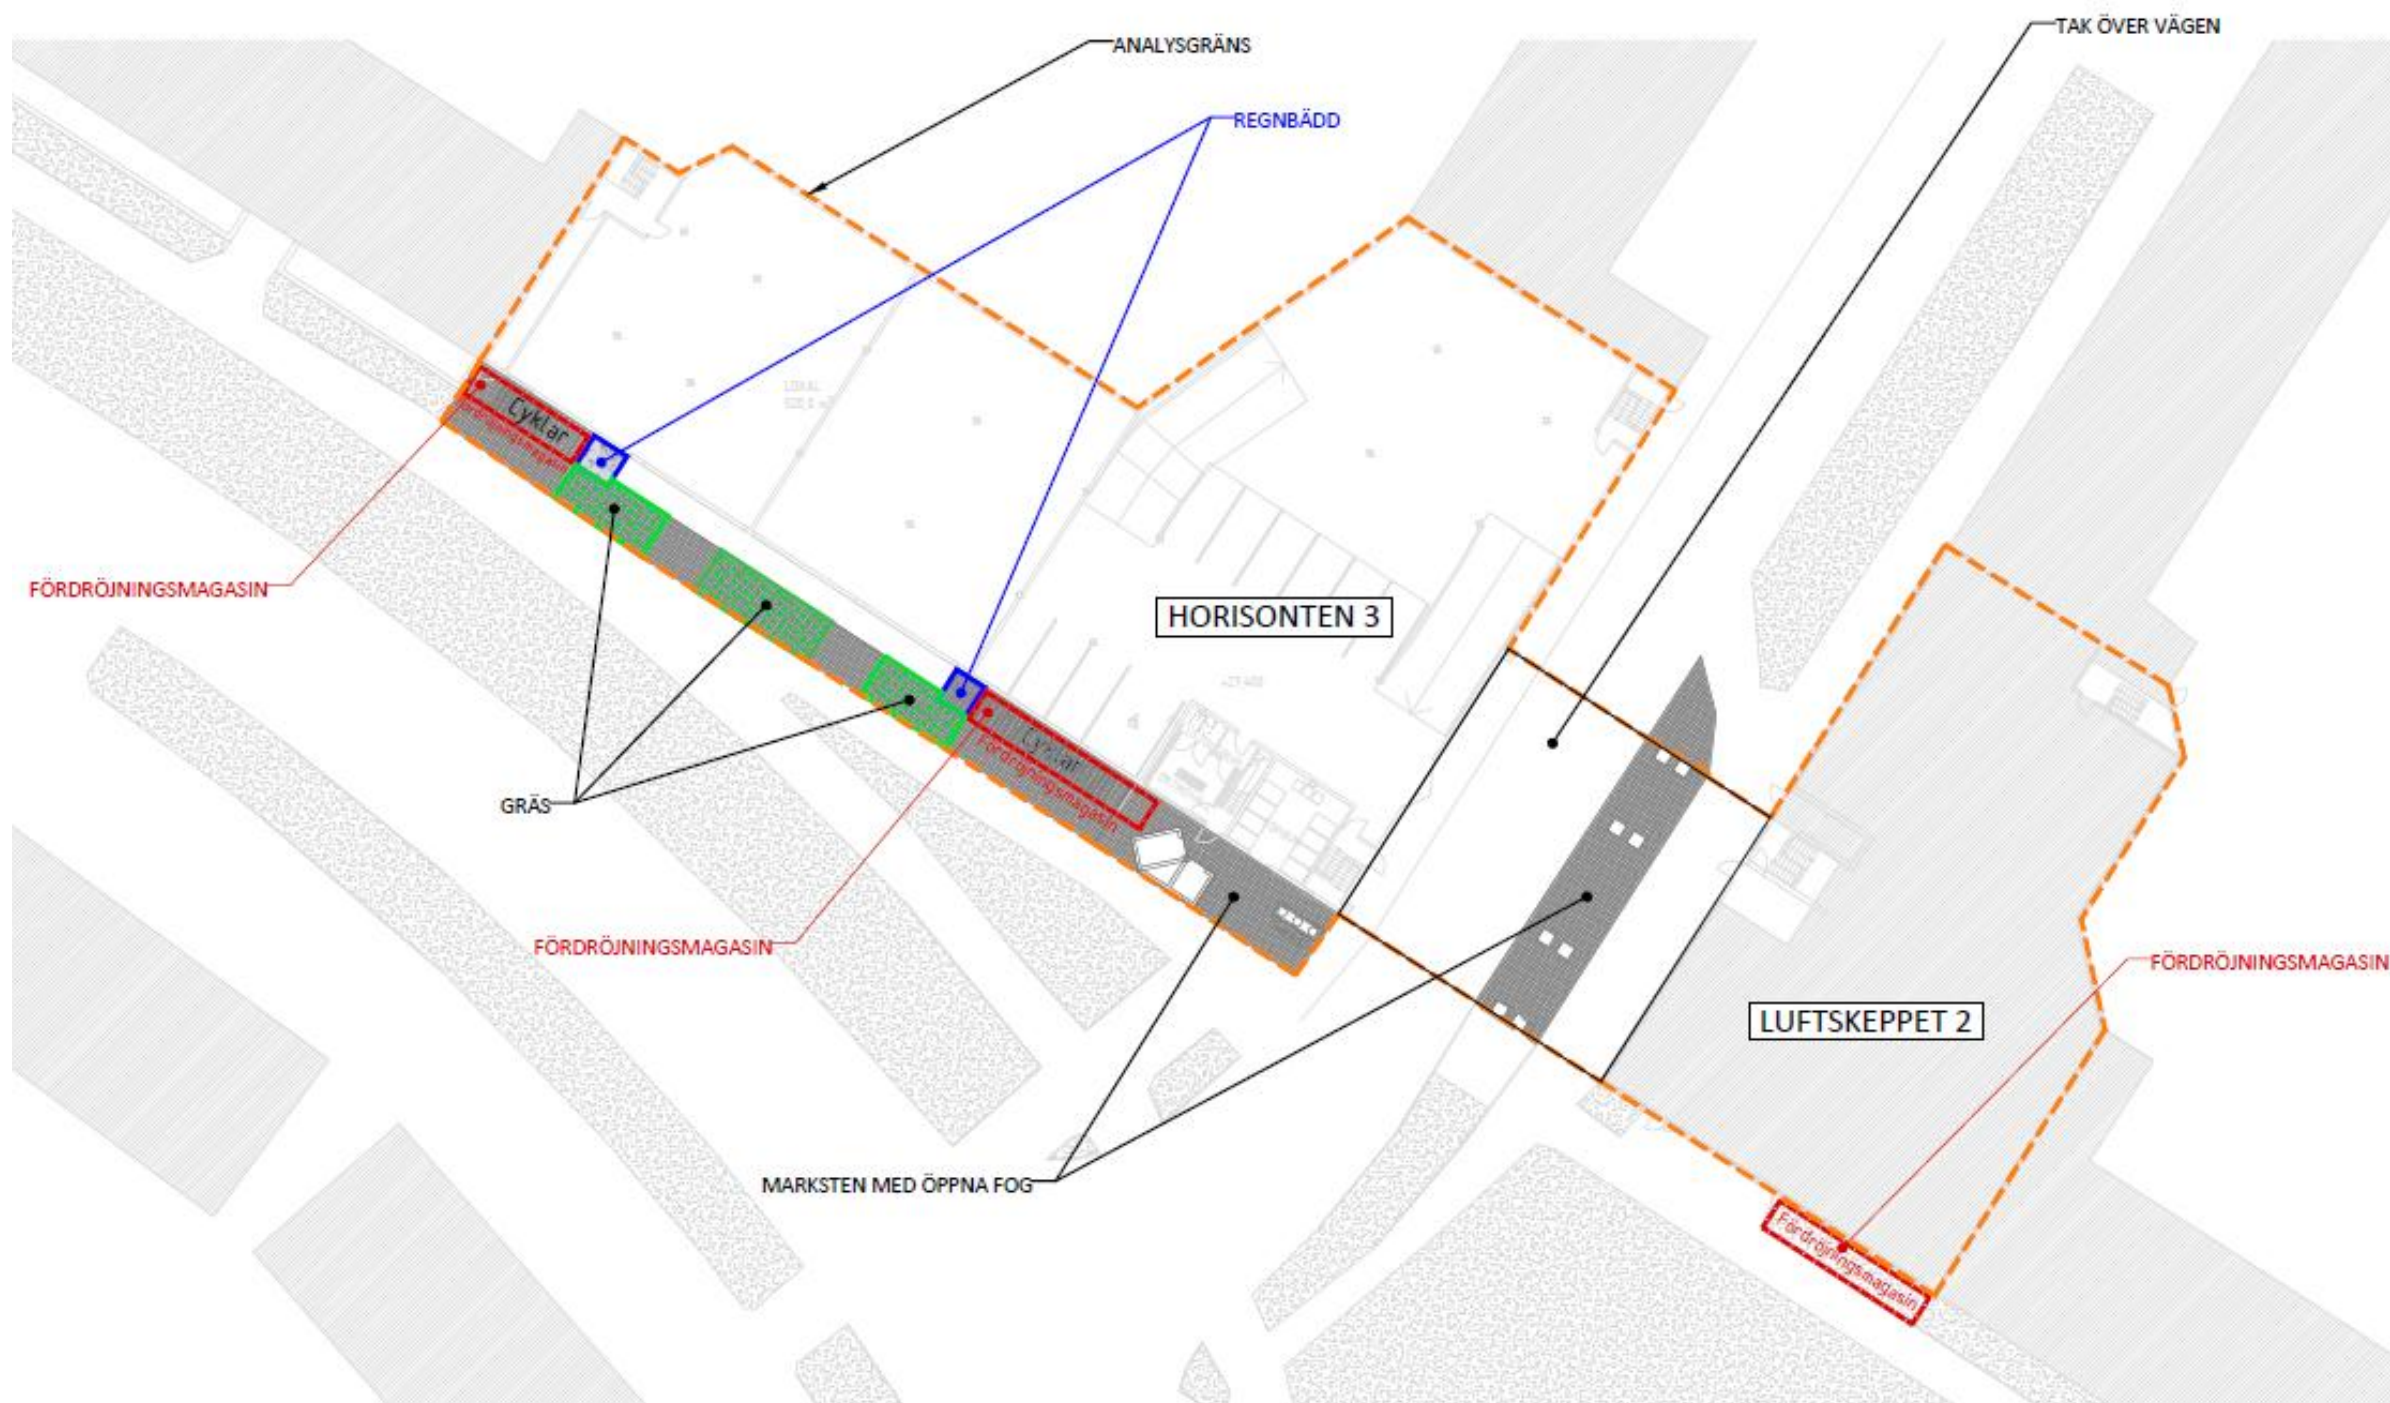 TAK ÖVER VÄGEN
ANALYSGRÄNS
REGNBÄDD
LOKAL
Cyklar
Fördröjningsmagasin
FÖRDRÖJNINGSMAGASIN
HORISONTEN 3
Cyklar
Fördröjningsmagasin
GRÄS
FÖRDRÖJNINGSMAGASIN
FÖRDRÖJNINGSMAGASIN
LUFTSKEPPET 2
MARKSTEN MED ÖPPNA FOG
Fördröjningsmagasin